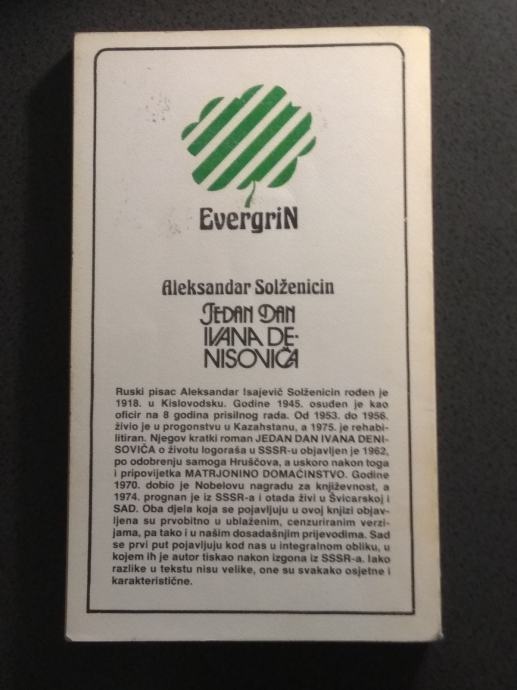 EvergriN
Aleksandar Solženicin
JEDAN DAN
IVANA DE-
NISOVIČA
Ruski pisac Aleksandar Isajevič Solženicin rođen je
1918. u Kislovodsku. Godine 1945. osuđen je kao
oficir na 8 godina prisilnog rada. Od 1953. do 1956.
živio je u progonstvu u Kazahstanu, a 1975. je rehabi-
litiran. Njegov kratki roman JEDAN DAN IVANA DENI-
SOVIČA o životu logoraša u SSSR-u objavljen je 1962,
po odobrenju samoga Hruščova, a uskoro nakon toga
i pripovijetka MATRJONINO DOMAĆINSTVO. Godine
1970. dobio je Nobelovu nagradu za književnost, a
1974. prognan je iz SSSR-a i otada živi u Švicarskoj i
SAD. Oba djela koja se pojavljuju u ovoj knjizi objav-
ljena su prvobitno u ublaženim, cenzuriranim verzi-
jama, pa tako i u našim dosadašnjim prijevodima. Sad
se prvi put pojavljuju kod nas u integralnom obliku, u
kojem ih je autor tiskao nakon izgona iz SSSR-a. Iako
razlike u tekstu nisu velike, one su svakako osjetne i
karakteristične.